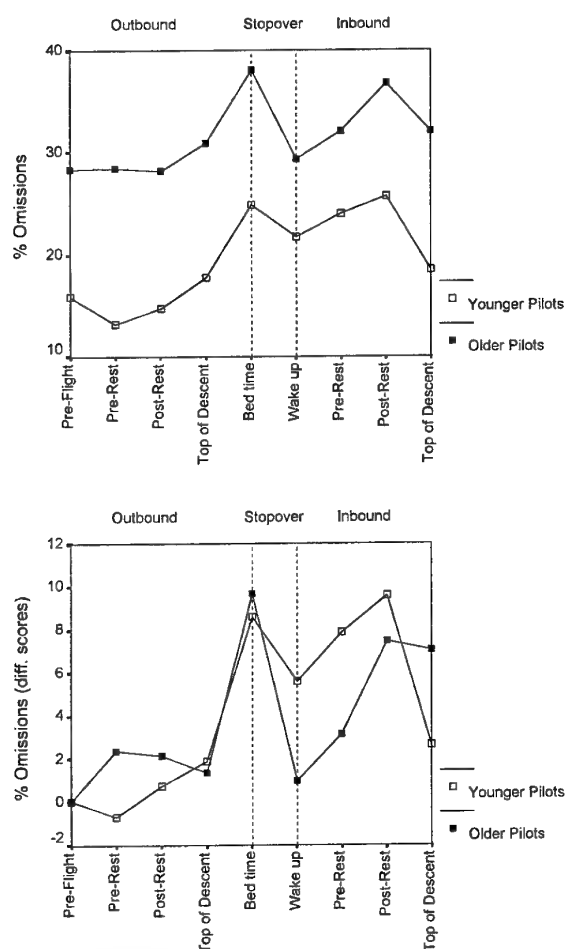 Outbound Stopover Inbound
40
30
20
10
% Omissions
Pre-Flight
Pre-Rest
Post-Rest
Top of Descent
Bed time
Wake up
Pre-Rest
Post-Rest
Top of Descent
Younger Pilots
Older Pilots
Outbound Stopover Inbound
12
10
8
6
4
2
0
-2
% Omissions (diff. scores)
Pre-Flight
Pre-Rest
Post-Rest
Top of Descent
Bed time
Wake up
Pre-Rest
Post-Rest
Top of Descent
Younger Pilots
Older Pilots